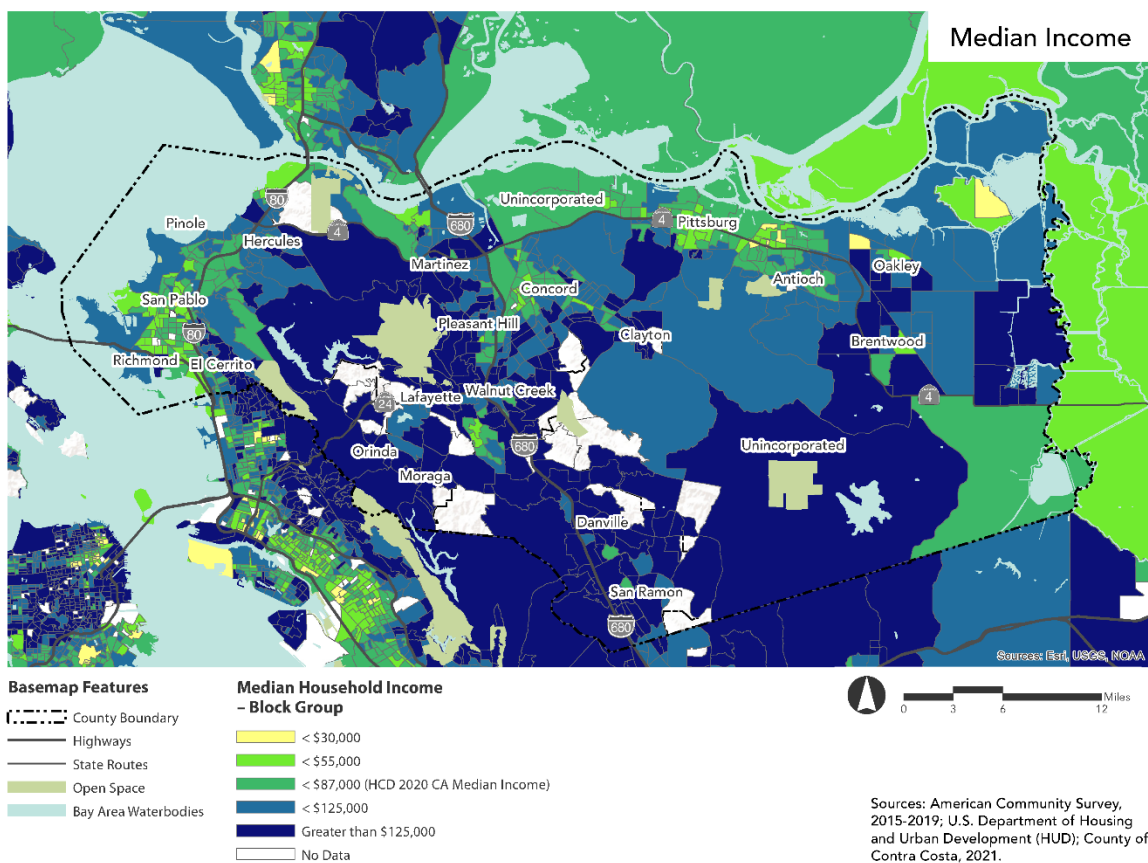 Median Income
80
Unincorporated
Pinole
680
4
Pittsburg
4
Hercules
Martinez
Oakley
Antioch
San Pablo
Concord
80
Pleasant Hill
Clayton
Brentwood
Richmond
El Cerrito
Walnut Creek
4
24
Lafayette
Orinda
680
Unincorporated
Moraga
Danville
San Ramon
680
Sources: Esri, USGS, NOAA
Basemap Features
County Boundary
Highways
State Routes
Open Space
Bay Area Waterbodies
Median Household Income
– Block Group
< $30,000
< $55,000
< $87,000 (HCD 2020 CA Median Income)
< $125,000
Greater than $125,000
No Data
Miles
0 3 6 12
Sources: American Community Survey,
2015-2019; U.S. Department of Housing
and Urban Development (HUD); County of
Contra Costa, 2021.